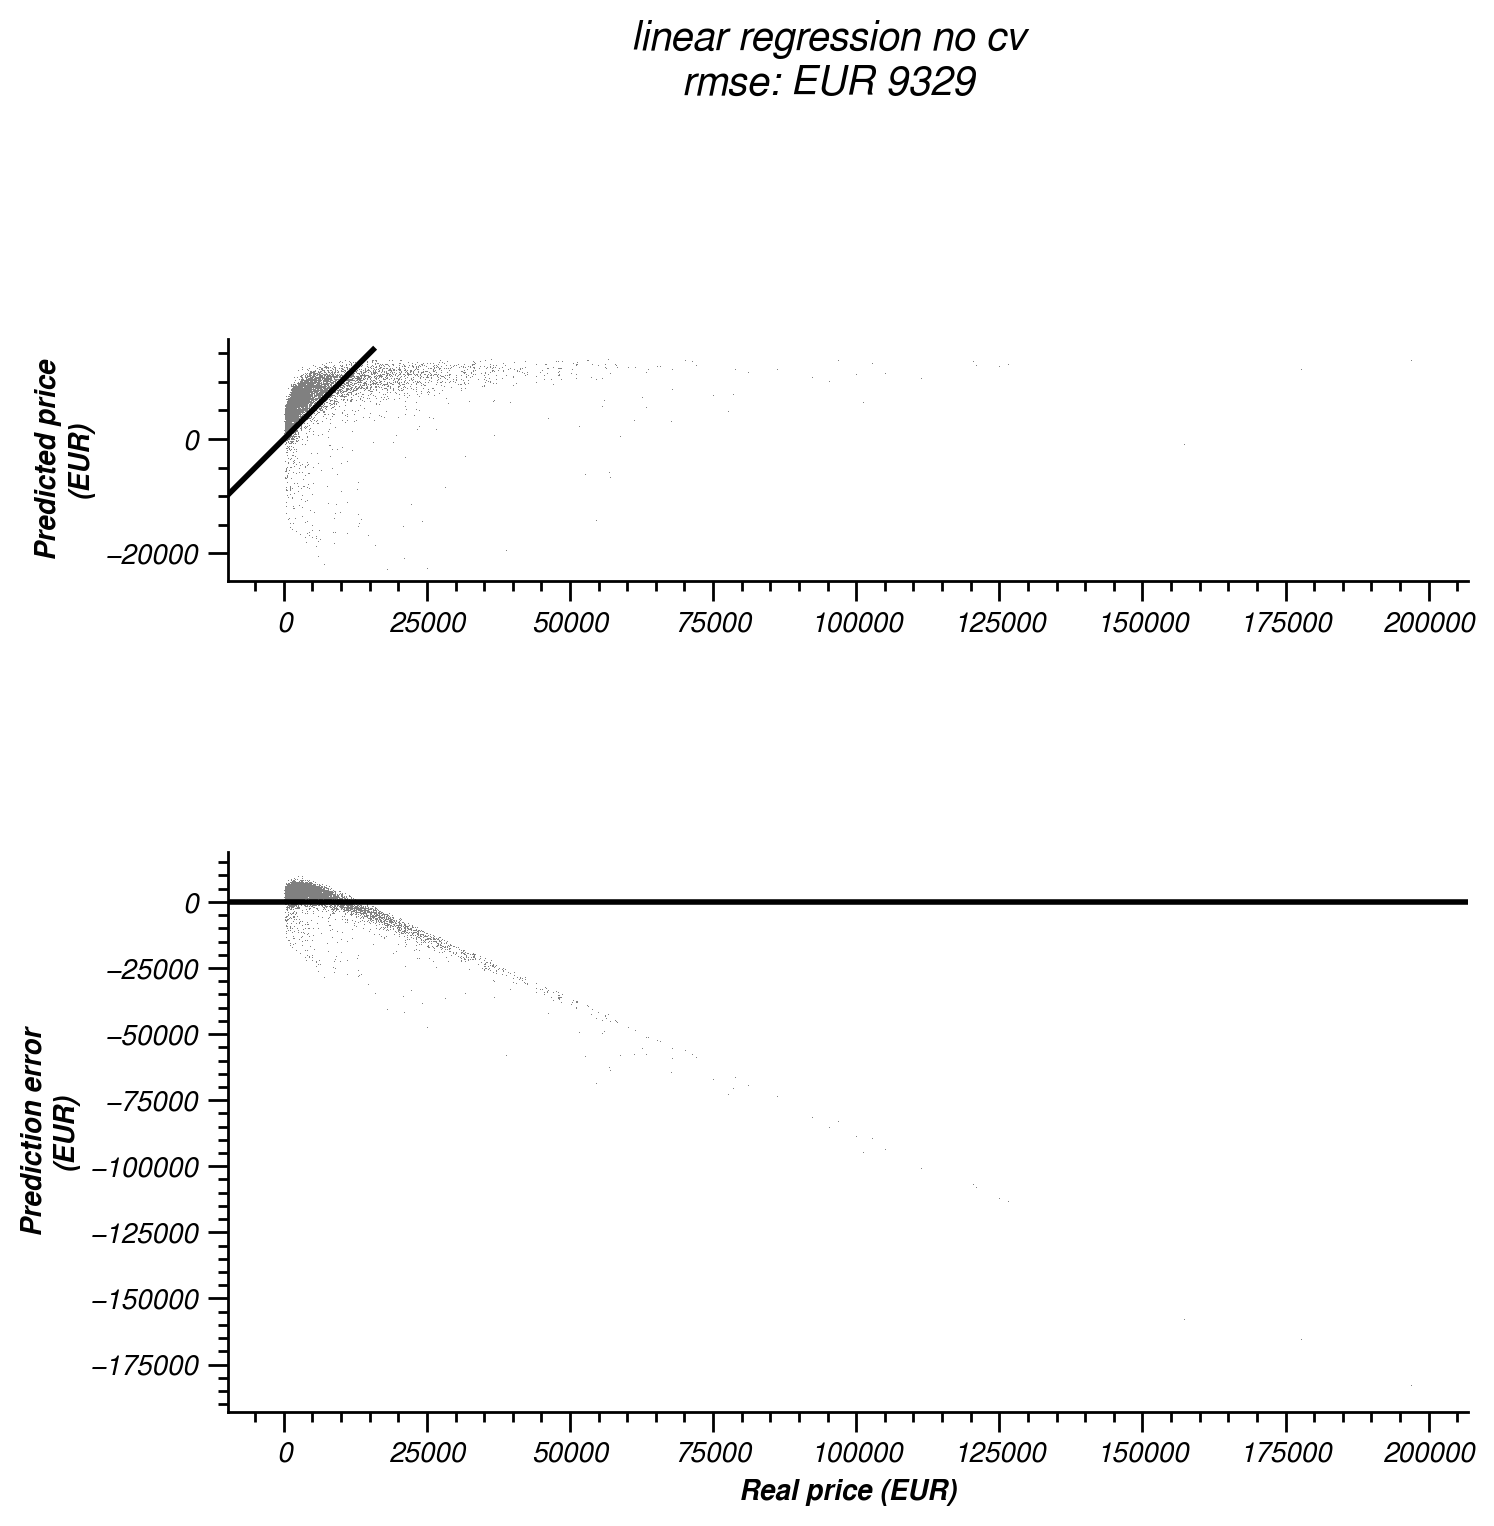 linear regression no cv
rmse: EUR 9329
Predicted price
(EUR)
0
−20000
0 25000 50000 75000 100000 125000 150000 175000 200000
Prediction error
(EUR)
0
−25000
−50000
−75000
−100000
−125000
−150000
−175000
0 25000 50000 75000 100000 125000 150000 175000 200000
Real price (EUR)